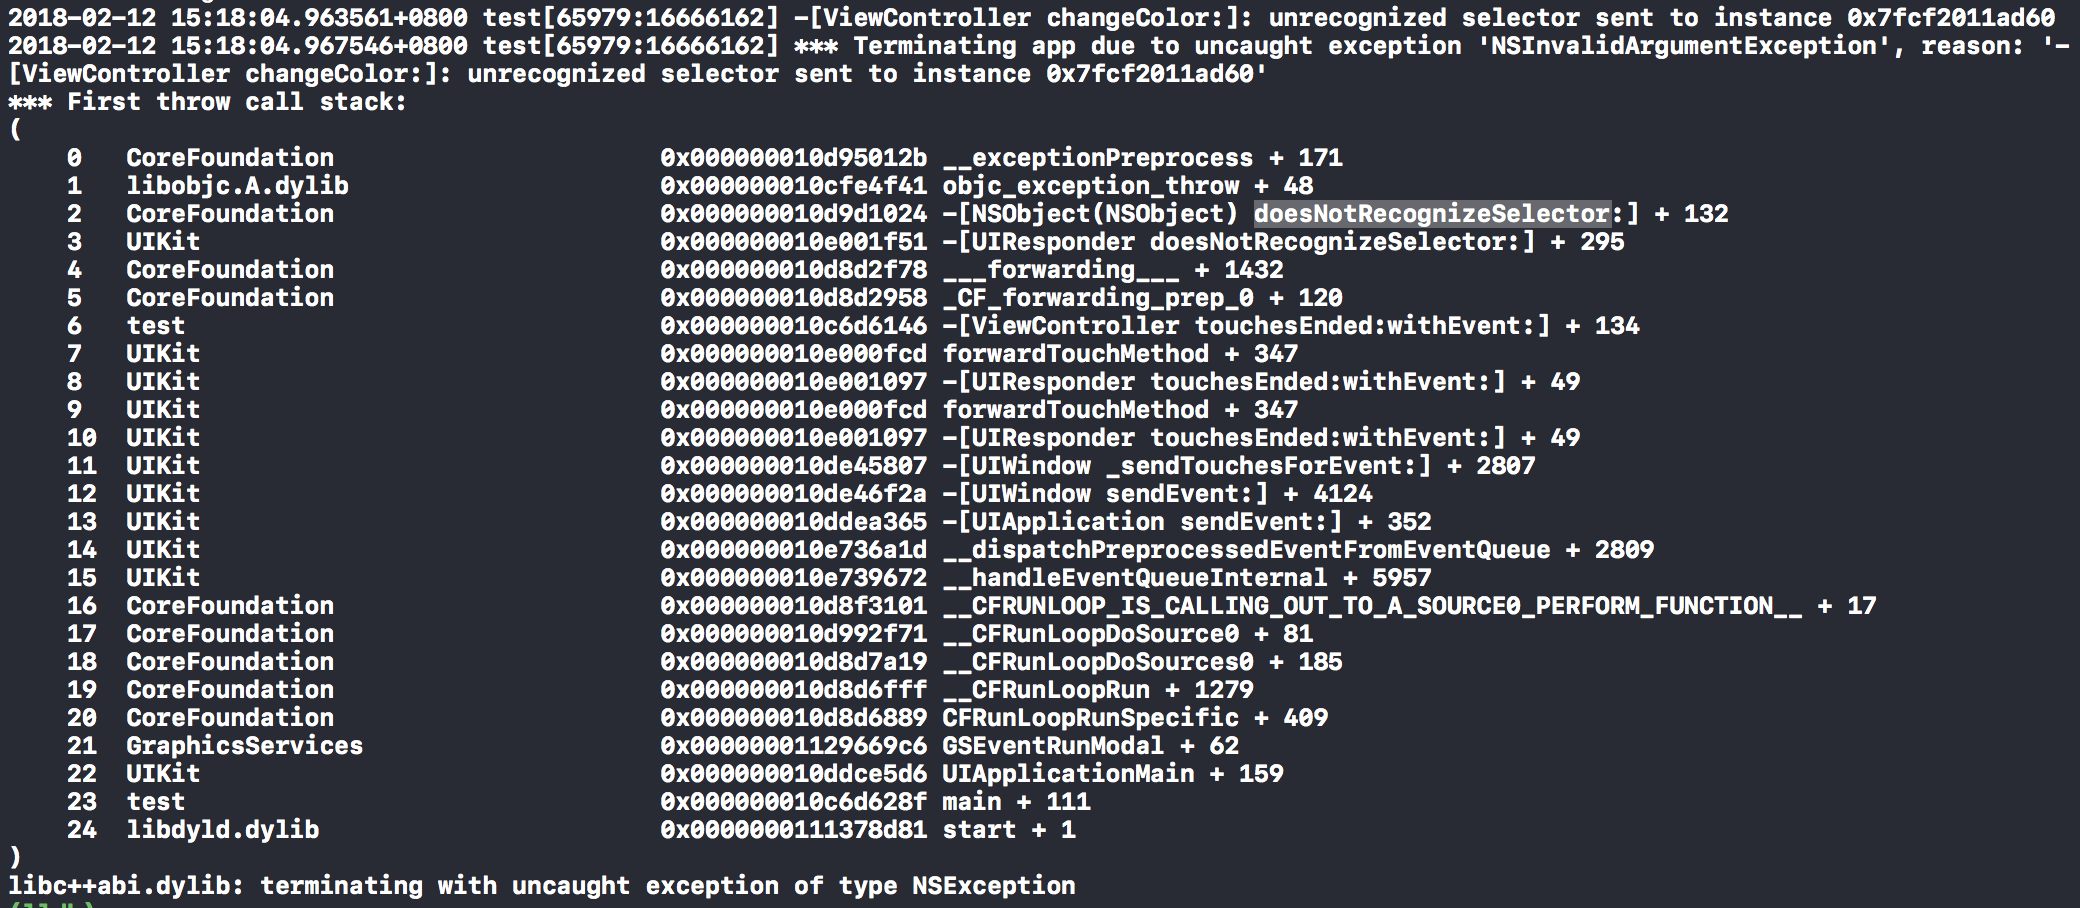 2018-02-12 15:18:04.963561+0800 test[65979:16666162] -[ViewController changeColor:]: unrecognized selector sent to instance 0x7fcf2011ad60
2018-02-12 15:18:04.967546+0800 test[65979:16666162] *** Terminating app due to uncaught exception 'NSInvalidArgumentException', reason: '-
[ViewController changeColor:]: unrecognized selector sent to instance 0x7fcf2011ad60'
*** First throw call stack:
(
0 CoreFoundation 0x000000010d95012b __exceptionPreprocess + 171
1 libobjc.A.dylib 0x000000010cfe4f41 objc_exception_throw + 48
2 CoreFoundation 0x000000010d9d1024 -[NSObject(NSObject) doesNotRecognizeSelector:] + 132
3 UIKit 0x000000010e001f51 -[UIResponder doesNotRecognizeSelector:] + 295
4 CoreFoundation 0x000000010d8d2f78 ___forwarding___ + 1432
5 CoreFoundation 0x000000010d8d2958 _CF_forwarding_prep_0 + 120
6 test 0x000000010c6d6146 -[ViewController touchesEnded:withEvent:] + 134
7 UIKit 0x000000010e000fcd forwardTouchMethod + 347
8 UIKit 0x000000010e001097 -[UIResponder touchesEnded:withEvent:] + 49
9 UIKit 0x000000010e000fcd forwardTouchMethod + 347
10 UIKit 0x000000010e001097 -[UIResponder touchesEnded:withEvent:] + 49
11 UIKit 0x000000010de45807 -[UIWindow _sendTouchesForEvent:] + 2807
12 UIKit 0x000000010de46f2a -[UIWindow sendEvent:] + 4124
13 UIKit 0x000000010ddea365 -[UIApplication sendEvent:] + 352
14 UIKit 0x000000010e736a1d __dispatchPreprocessedEventFromEventQueue + 2809
15 UIKit 0x000000010e739672 __handleEventQueueInternal + 5957
16 CoreFoundation 0x000000010d8f3101 __CFRUNLOOP_IS_CALLING_OUT_TO_A_SOURCE0_PERFORM_FUNCTION__ + 17
17 CoreFoundation 0x000000010d992f71 __CFRunLoopDoSource0 + 81
18 CoreFoundation 0x000000010d8d7a19 __CFRunLoopDoSources0 + 185
19 CoreFoundation 0x000000010d8d6fff __CFRunLoopRun + 1279
20 CoreFoundation 0x000000010d8d6889 CFRunLoopRunSpecific + 409
21 GraphicsServices 0x00000001129669c6 GSEventRunModal + 62
22 UIKit 0x000000010ddce5d6 UIApplicationMain + 159
23 test 0x000000010c6d628f main + 111
24 libdyld.dylib 0x0000000111378d81 start + 1
)
libc++abi.dylib: terminating with uncaught exception of type NSException